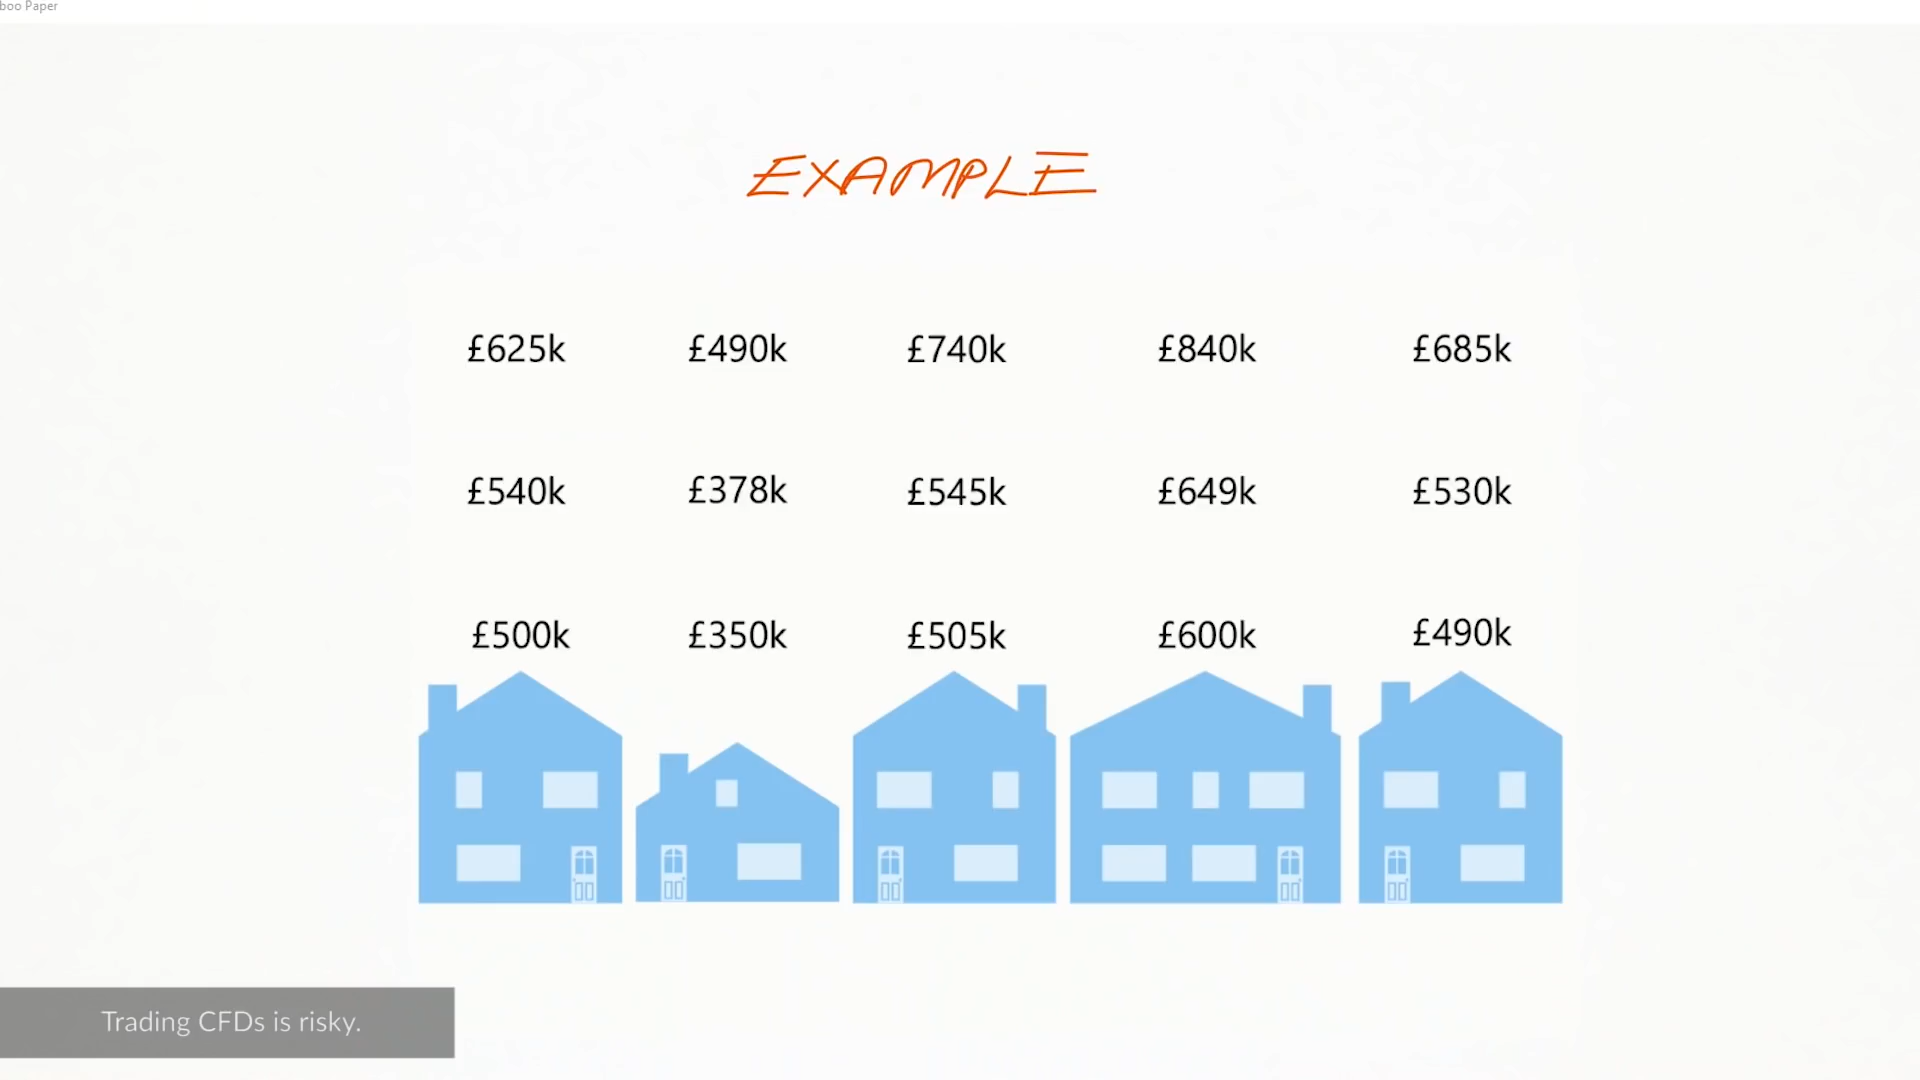 boo Paper
EXAMPLE
£625k £490k £740k £840k £685k
£540k £378k £545k £649k £530k
£500k £350k £505k £600k £490k
Trading CFDs is risky.